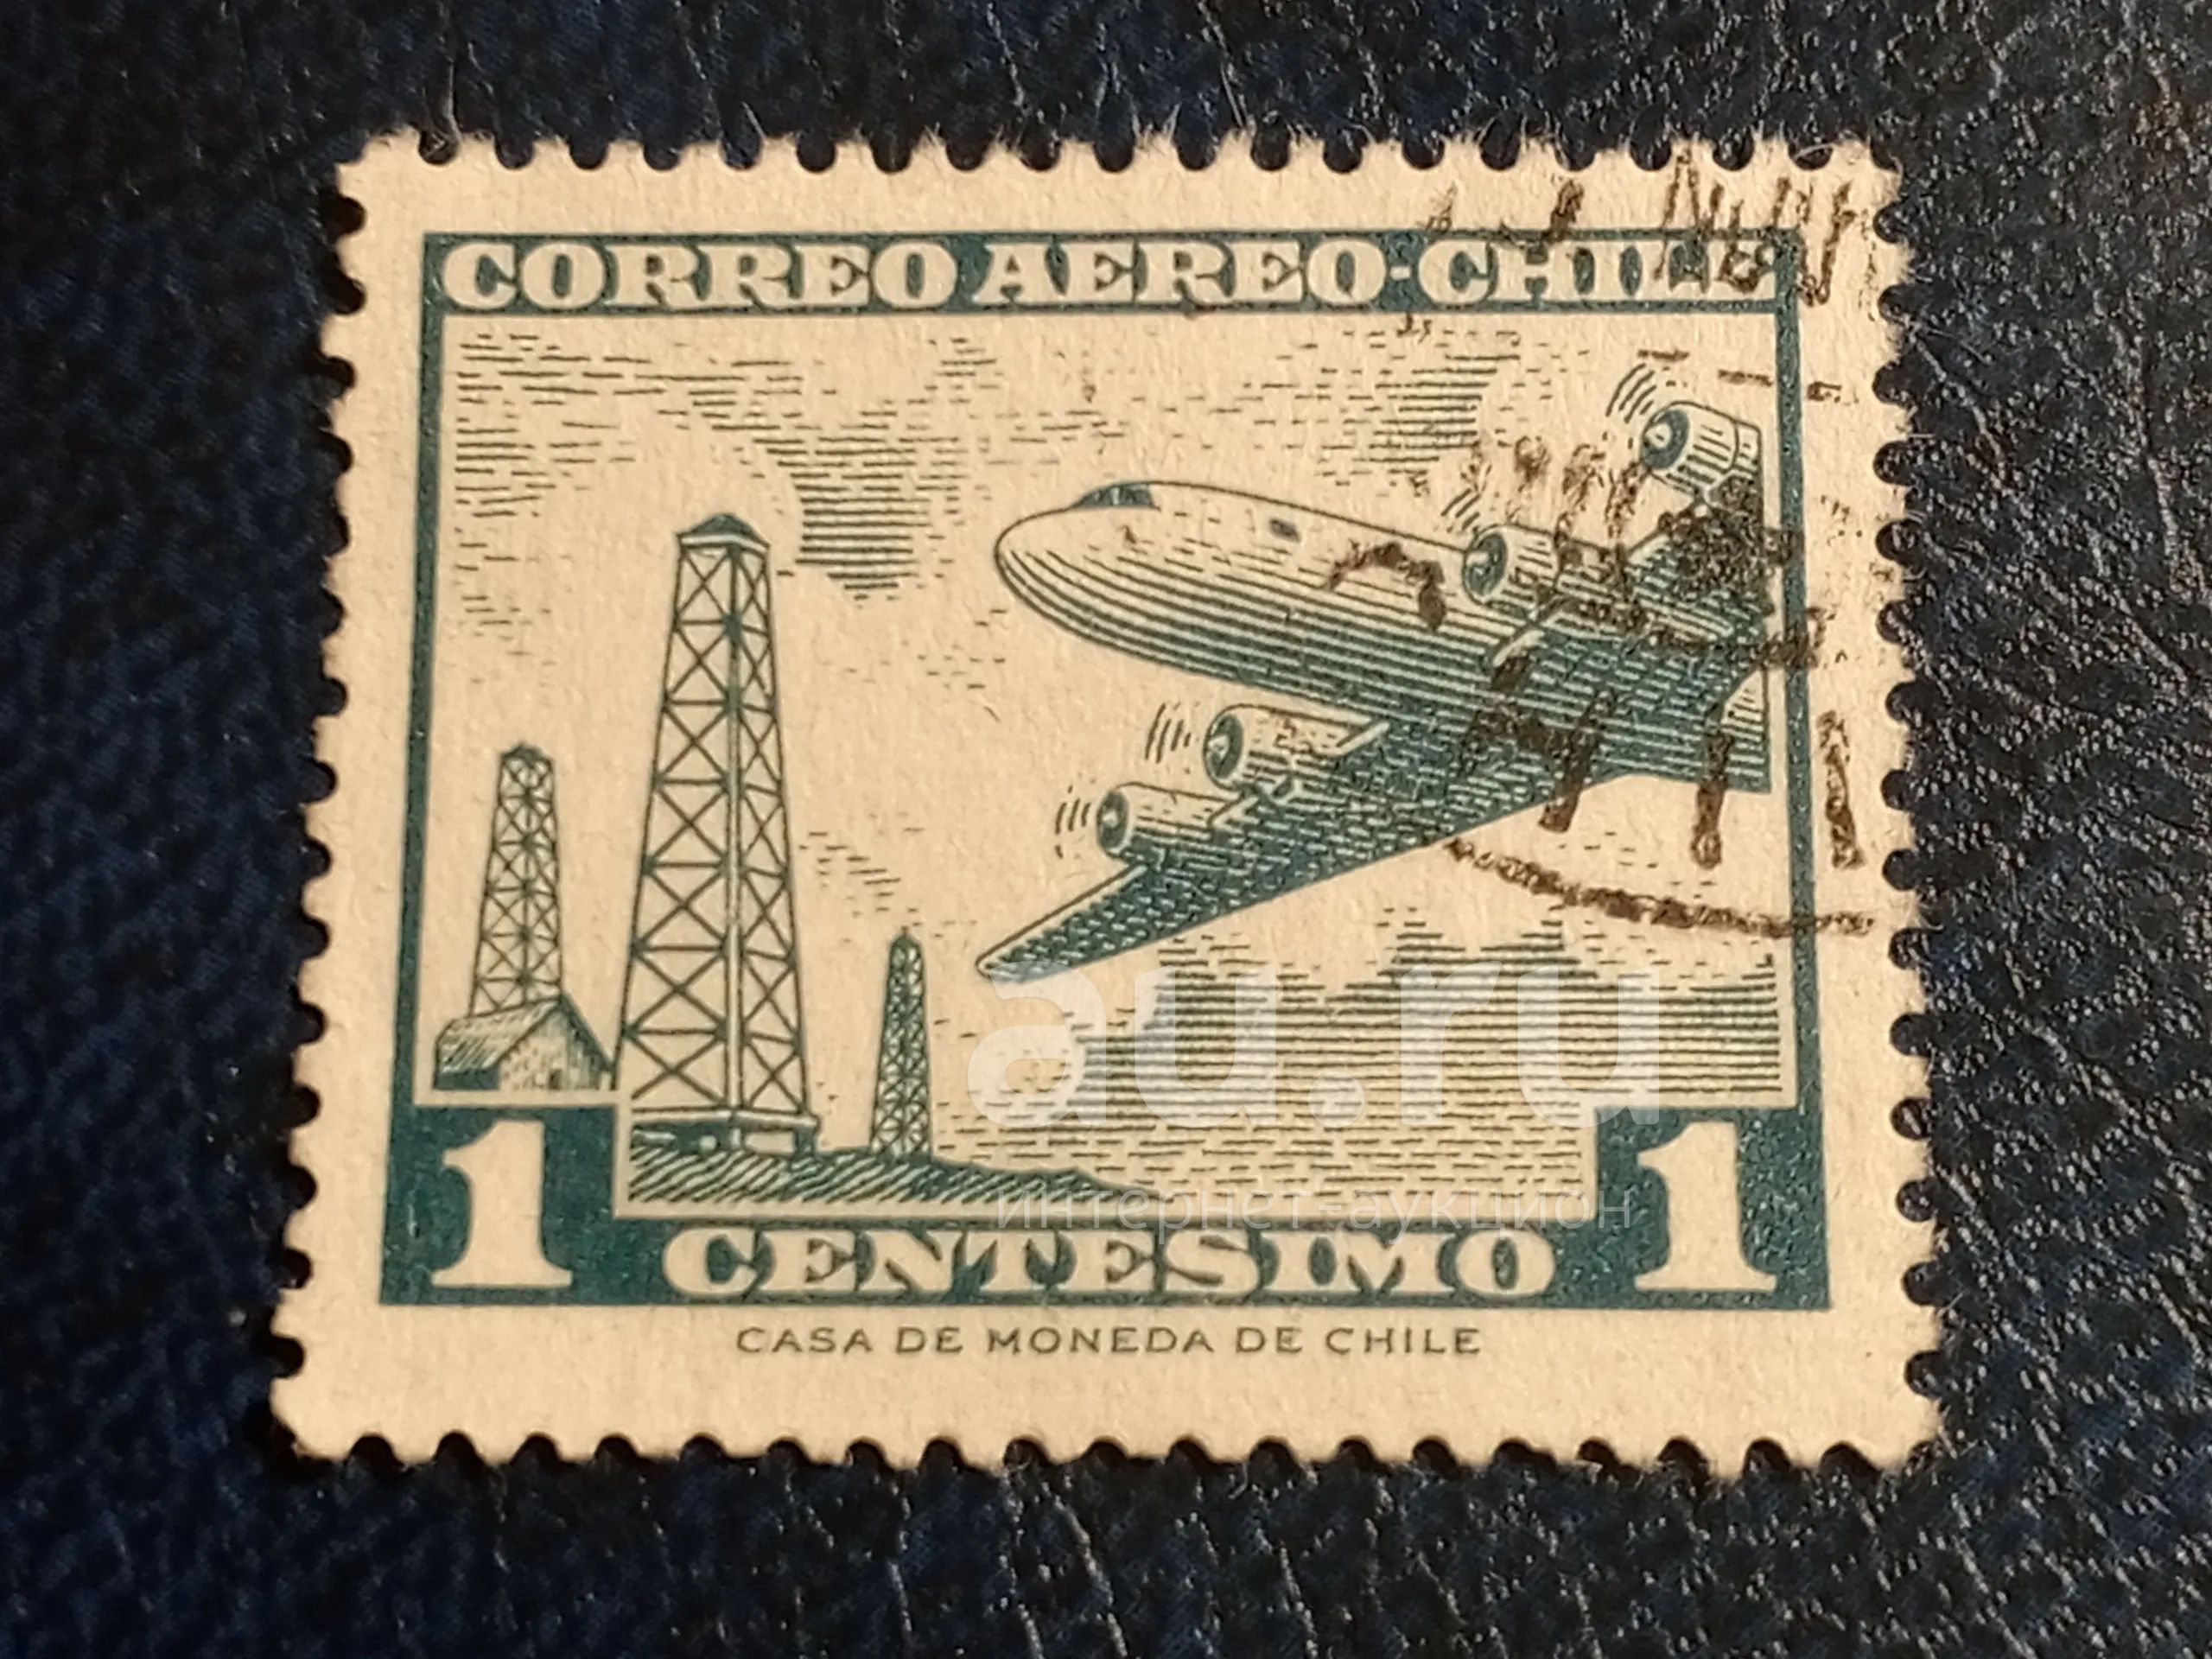 CORREO AEREO-CHILE
au.ru
интернет-аукцион
1 CENTESIMO 1
CASA DE MONEDA DE CHILE